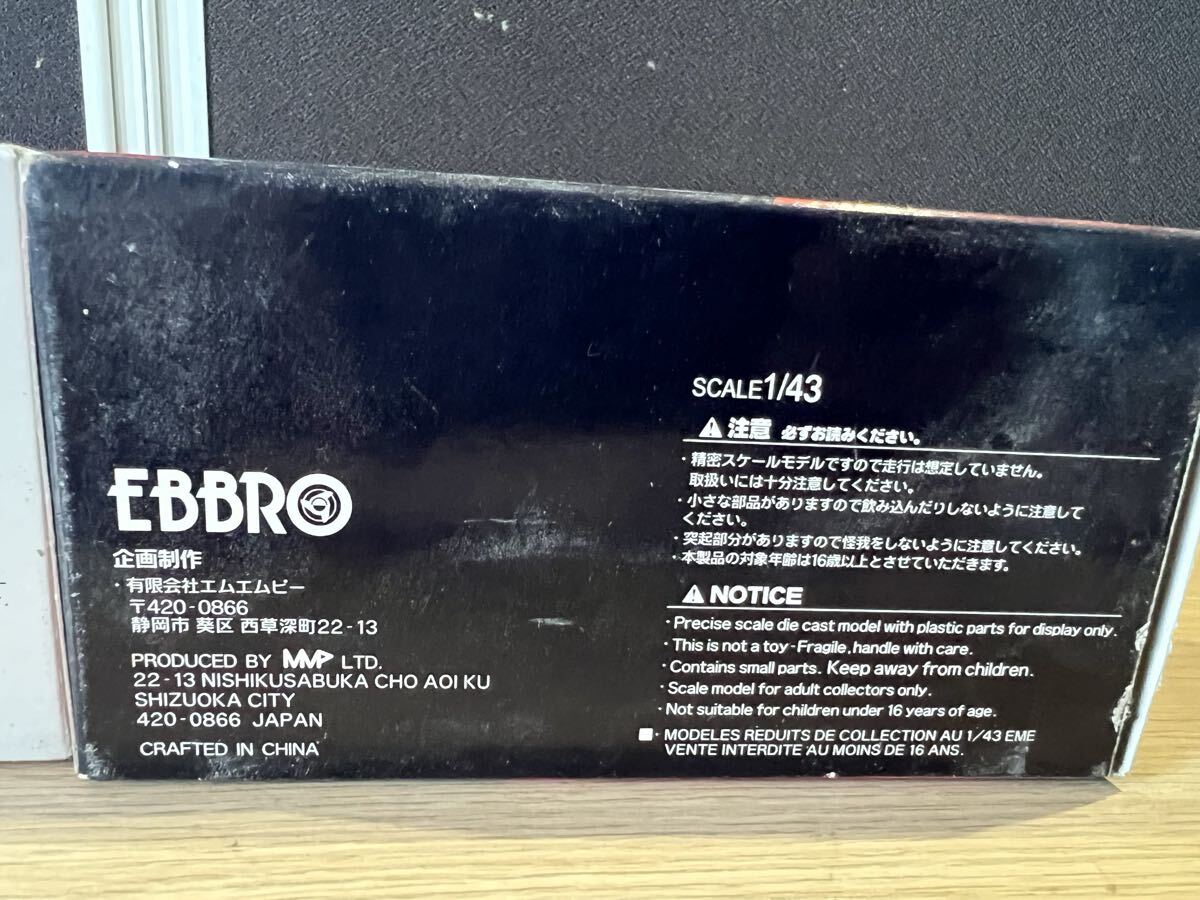 EBBRO
企画制作
・有限会社エムエムピー
〒420-0866
静岡市 葵区 西草深町22-13
PRODUCED BY MMP LTD.
22-13 NISHIKUSABUKA CHO AOI KU
SHIZUOKA CITY
420-0866 JAPAN
CRAFTED IN CHINA
SCALE1/43
注意 必ずお読みください。
・精密スケールモデルですので走行は想定していません。
取扱いには十分注意してください。
・小さな部品がありますので飲み込んだりしないように注意して
ください。
・突起部分がありますので怪我をしないように注意してください。
・本製品の対象年齢は16歳以上とさせていただきます。
NOTICE
・Precise scale die cast model with plastic parts for display only.
・This is not a toy-Fragile, handle with care.
・Contains small parts. Keep away from children.
・Scale model for adult collectors only.
・Not suitable for children under 16 years of age.
■・MODELES REDUITS DE COLLECTION AU 1/43 EME
VENTE INTERDITE AU MOINS DE 16 ANS.